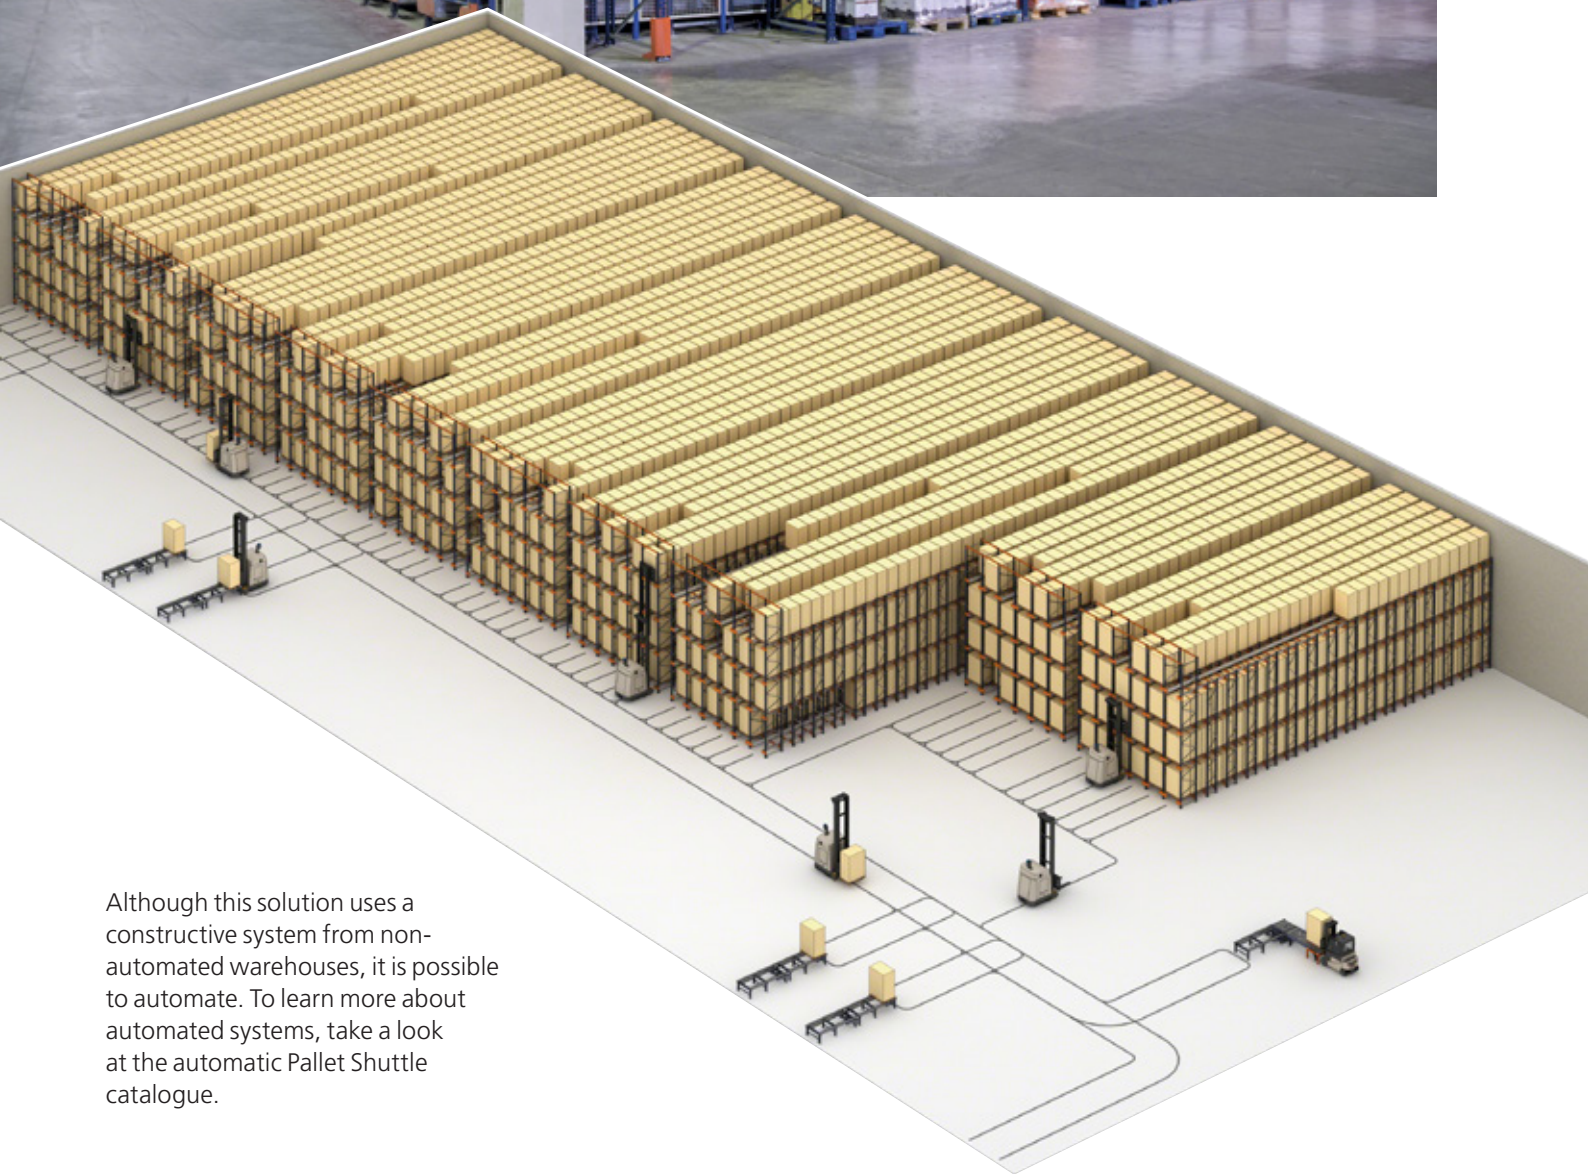 Although this solution uses a
constructive system from non-
automated warehouses, it is possible
to automate. To learn more about
automated systems, take a look
at the automatic Pallet Shuttle
catalogue.